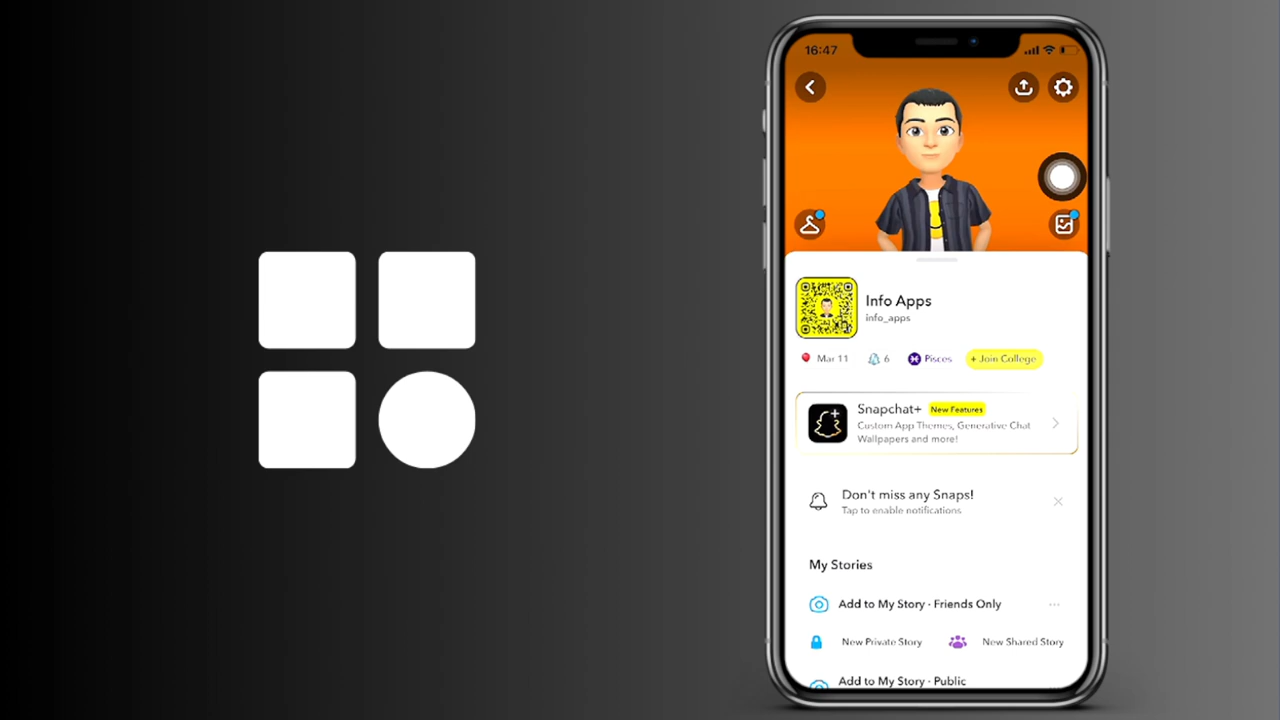 16:47
Info Apps
info_apps
Mar 11 6 Pisces + Join College
Snapchat+ New Features
Custom App Themes, Generative Chat
Wallpapers and more!
Don't miss any Snaps!
Tap to enable notifications
My Stories
Add to My Story · Friends Only
New Private Story New Shared Story
Add to My Story · Public